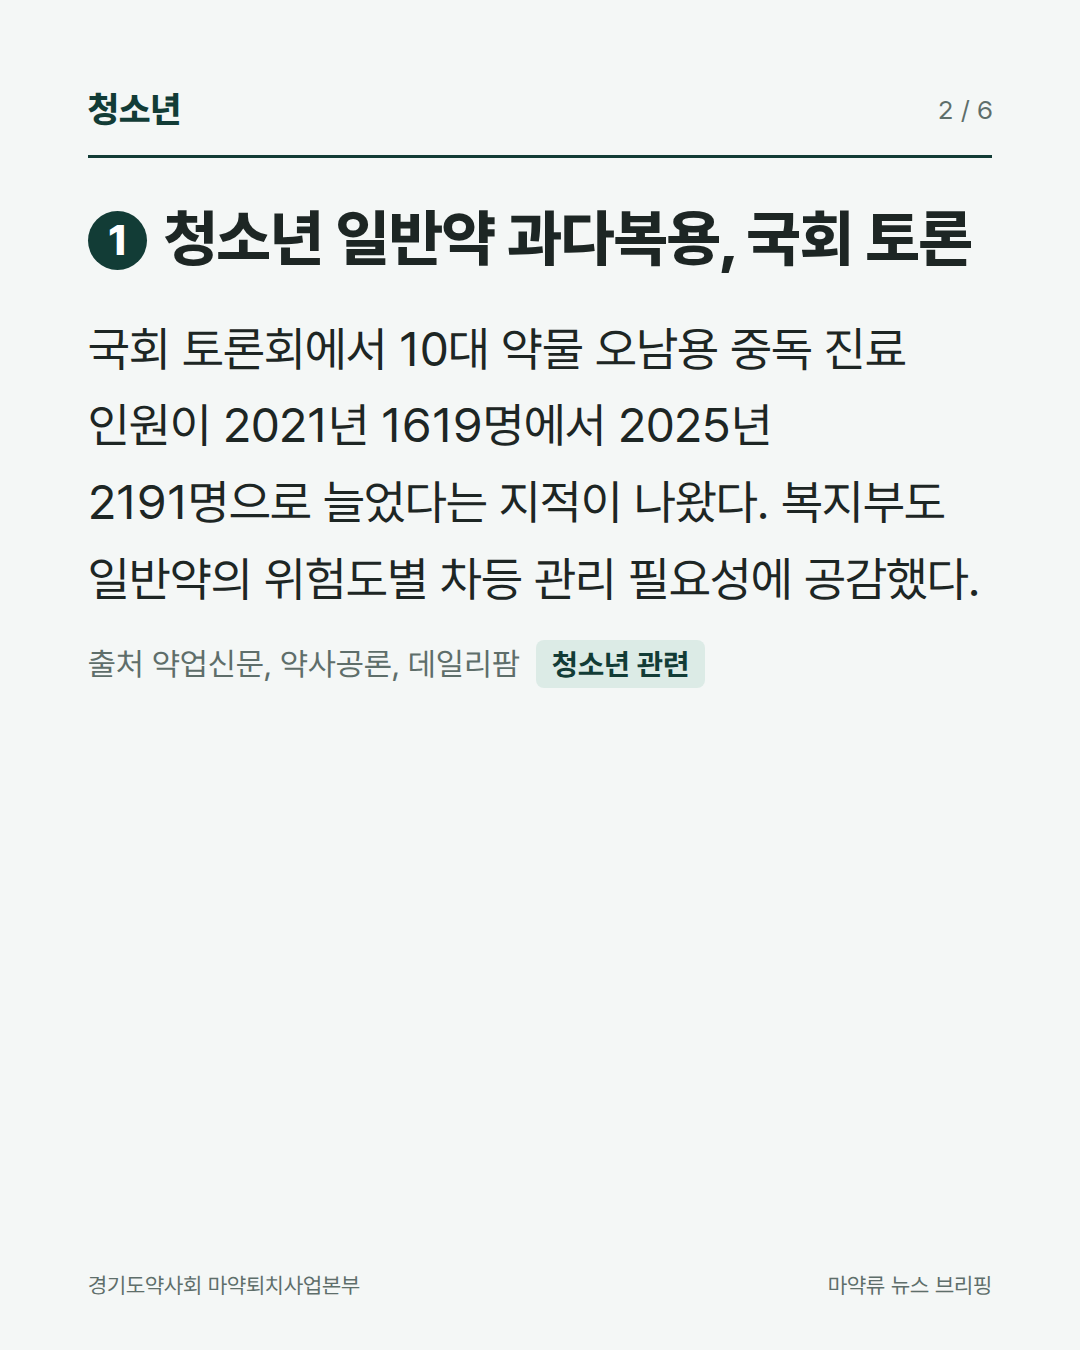 청소년
2 / 6
1 청소년 일반약 과다복용, 국회 토론
국회 토론회에서 10대 약물 오남용 중독 진료
인원이 2021년 1619명에서 2025년
2191명으로 늘었다는 지적이 나왔다. 복지부도
일반약의 위험도별 차등 관리 필요성에 공감했다.
출처 약업신문, 약사공론, 데일리팜 청소년 관련
경기도약사회 마약퇴치사업본부
마약류 뉴스 브리핑